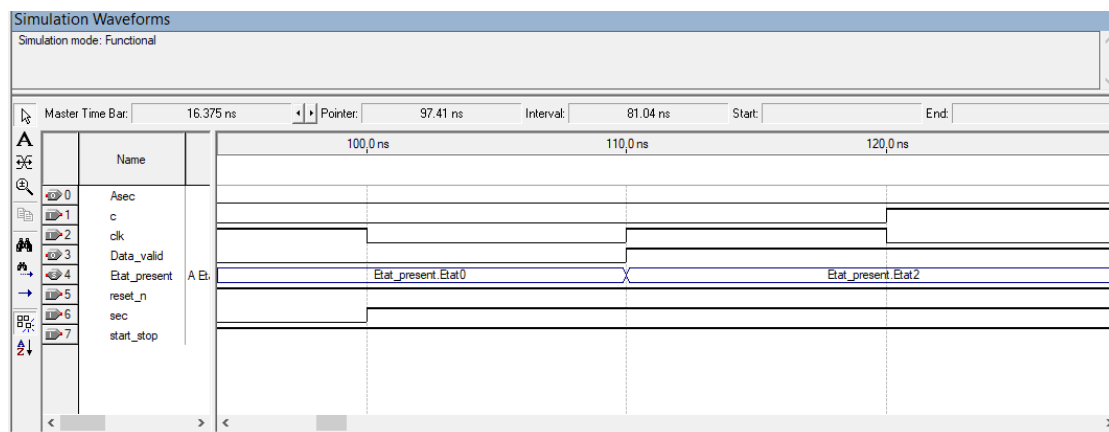 Simulation Waveforms
Simulation mode: Functional
Master Time Bar: 16.375 ns Pointer: 97.41 ns Interval: 81.04 ns Start: End:
Name
100.0 ns 110.0 ns 120.0 ns
0 Asec
1 c
2 clk
3 Data_valid
4 Etat_present A Et Etat_present.Etat0 Etat_present.Etat2
5 reset_n
6 sec
7 start_stop